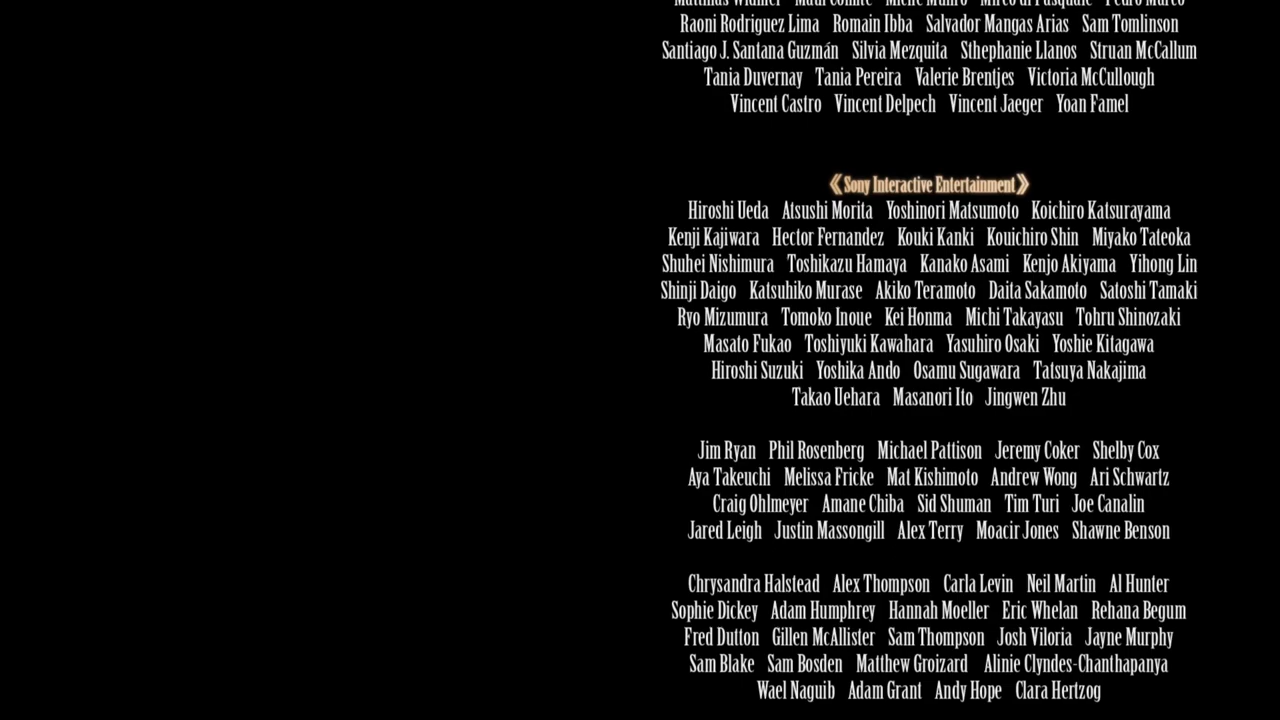 Raoni Rodriguez Lima Romain Ibba Salvador Mangas Arias Sam Tomlinson
Santiago J. Santana Guzmán Silvia Mezquita Sthephanie Llanos Struan McCallum
Tania Duvernay Tania Pereira Valerie Brentjes Victoria McCullough
Vincent Castro Vincent Delpech Vincent Jaeger Yoan Famel
《Sony Interactive Entertainment》
Hiroshi Ueda Atsushi Morita Yoshinori Matsumoto Koichiro Katsurayama
Kenji Kajiwara Hector Fernandez Kouki Kanki Kouichiro Shin Miyako Tateoka
Shuhei Nishimura Toshikazu Hamaya Kanako Asami Kenjo Akiyama Yihong Lin
Shinji Daigo Katsuhiko Murase Akiko Teramoto Daita Sakamoto Satoshi Tamaki
Ryo Mizumura Tomoko Inoue Kei Honma Michi Takayasu Tohru Shinozaki
Masato Fukao Toshiyuki Kawahara Yasuhiro Osaki Yoshie Kitagawa
Hiroshi Suzuki Yoshika Ando Osamu Sugawara Tatsuya Nakajima
Takao Uehara Masanori Ito Jingwen Zhu
Jim Ryan Phil Rosenberg Michael Pattison Jeremy Coker Shelby Cox
Aya Takeuchi Melissa Fricke Mat Kishimoto Andrew Wong Ari Schwartz
Craig Ohlmeyer Amane Chiba Sid Shuman Tim Turi Joe Canalin
Jared Leigh Justin Massongill Alex Terry Moacir Jones Shawne Benson
Chrysandra Halstead Alex Thompson Carla Levin Neil Martin Al Hunter
Sophie Dickey Adam Humphrey Hannah Moeller Eric Whelan Rehana Begum
Fred Dutton Gillen McAllister Sam Thompson Josh Viloria Jayne Murphy
Sam Blake Sam Bosden Matthew Groizard Alinie Clyndes-Chanthapanya
Wael Naguib Adam Grant Andy Hope Clara Hertzog